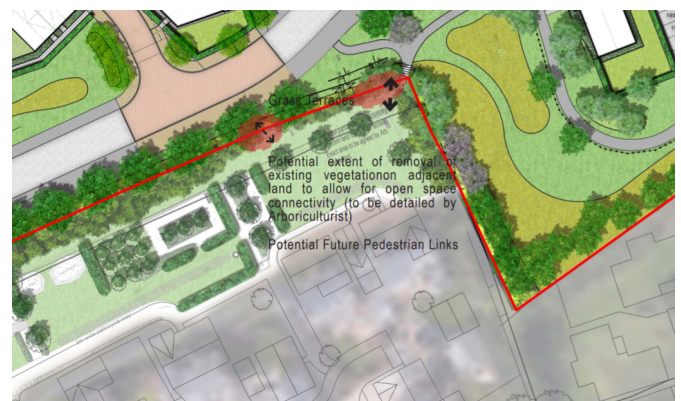 Grass Terraces
Potential extent of removal of
existing vegetationon adjacent
land to allow for open space
connectivity (to be detailed by
Arboriculturist)
Potential Future Pedestrian Links